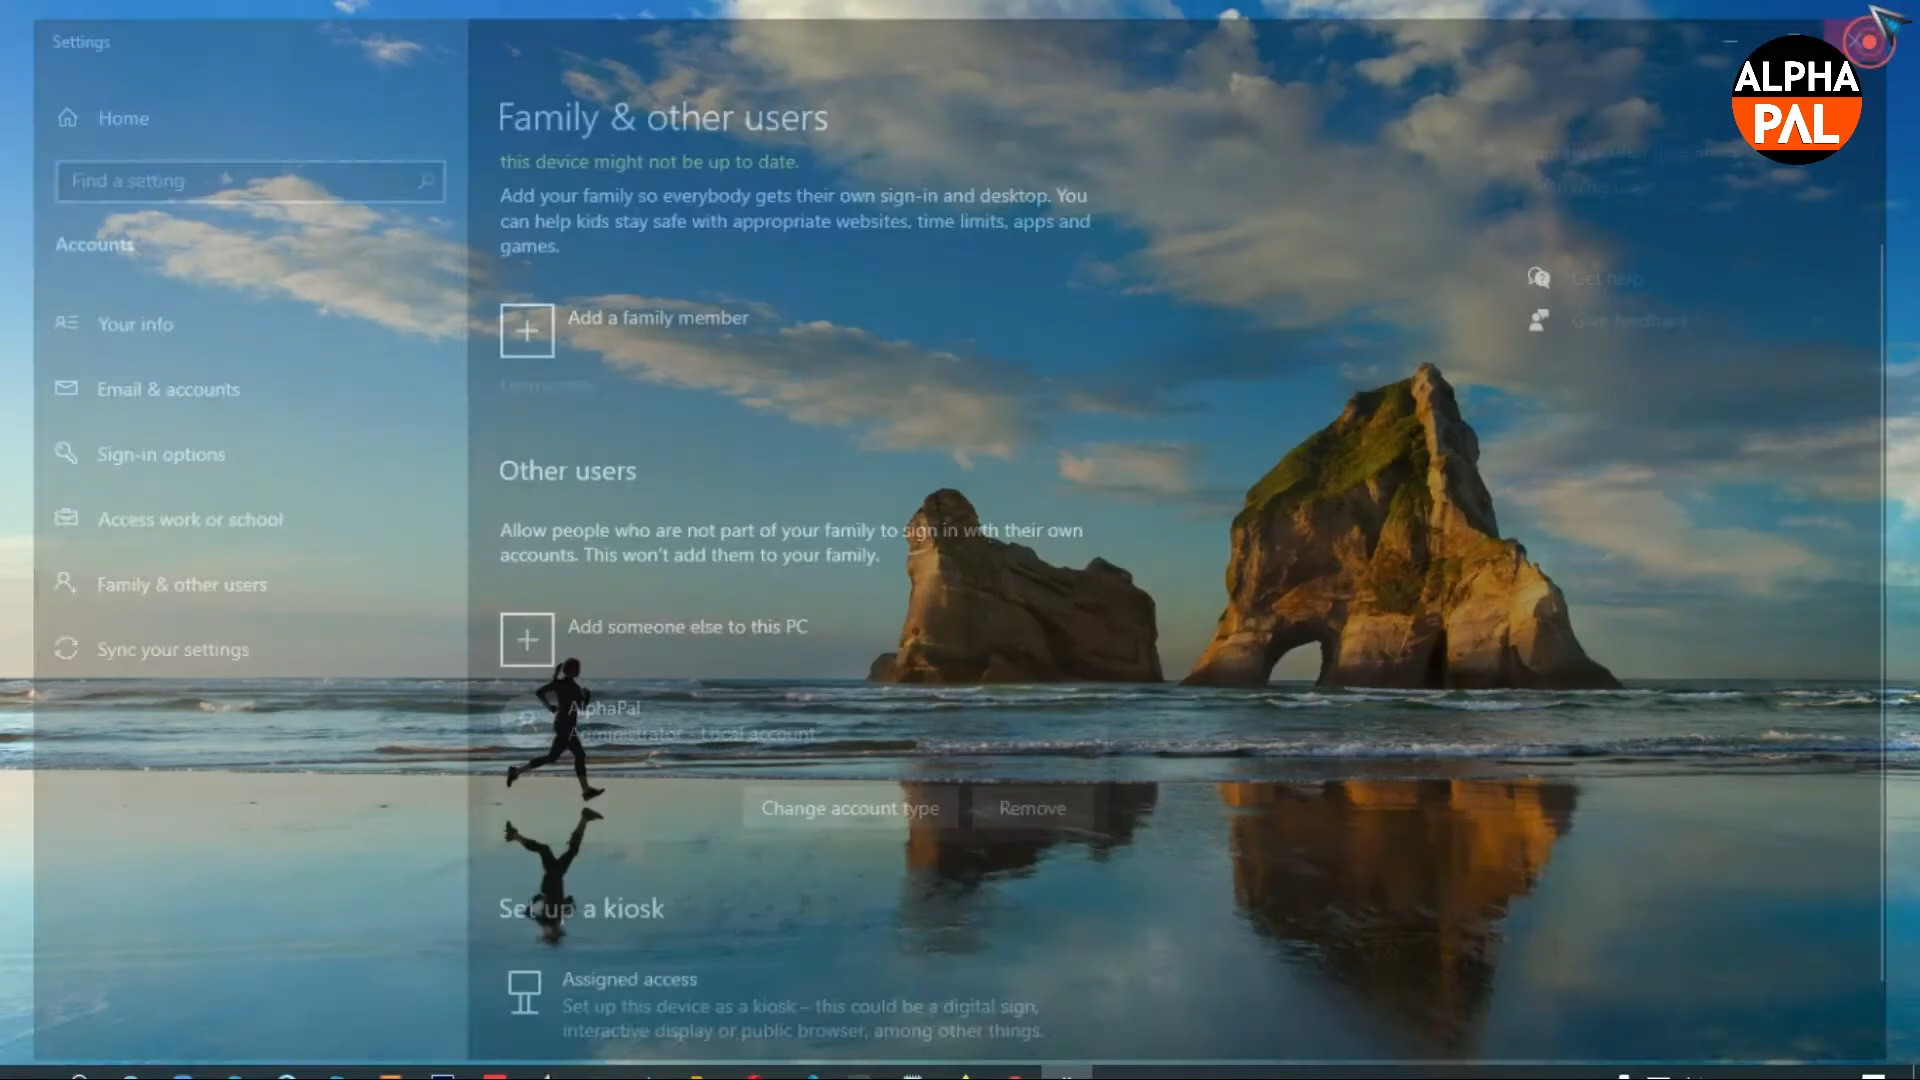 Settings
ALPHA
PAL
Home
Find a setting
Accounts
Your info
Email & accounts
Sign-in options
Access work or school
Family & other users
Sync your settings
Family & other users
this device might not be up to date.
Add your family so everybody gets their own sign-in and desktop. You
can help kids stay safe with appropriate websites, time limits, apps and
games.
Add a family member
Other users
Allow people who are not part of your family to sign in with their own
accounts. This won't add them to your family.
Add someone else to this PC
AlphaPal
Administrator - Local account
Change account type
Remove
Set up a kiosk
Assigned access
Set up this device as a kiosk – this could be a digital sign,
interactive display or public browser, among other things.
Get help
Give feedback